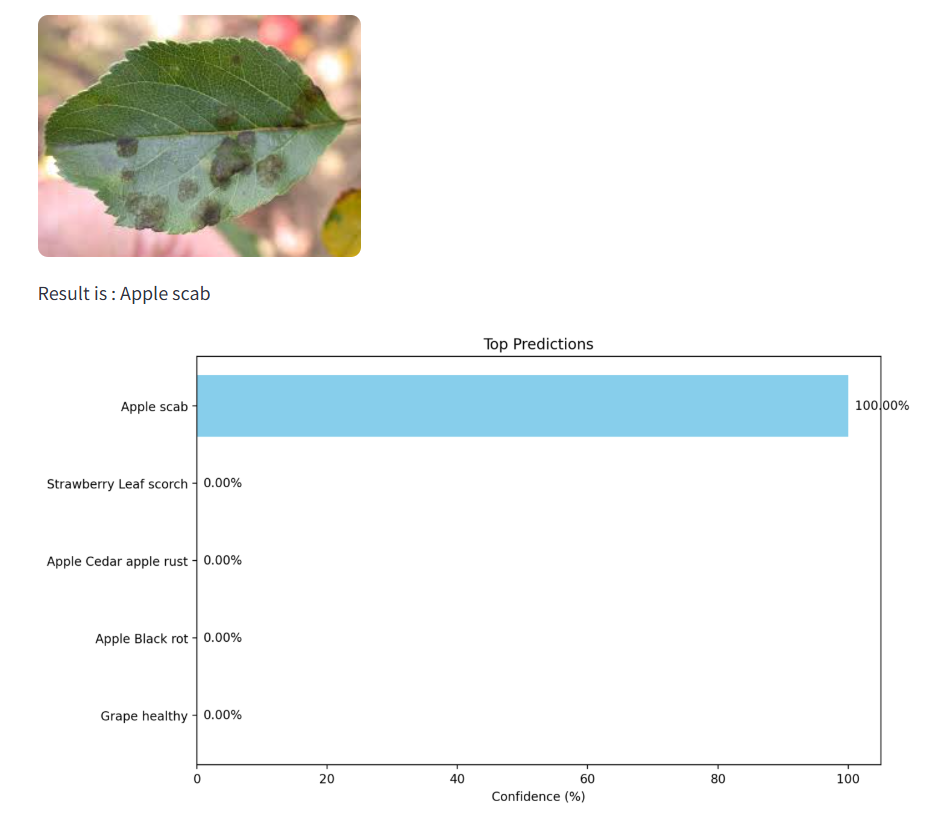 Result is : Apple scab
Top Predictions
Apple scab
100.00%
Strawberry Leaf scorch
0.00%
Apple Cedar apple rust
0.00%
Apple Black rot
0.00%
Grape healthy
0.00%
0 20 40 60 80 100
Confidence (%)